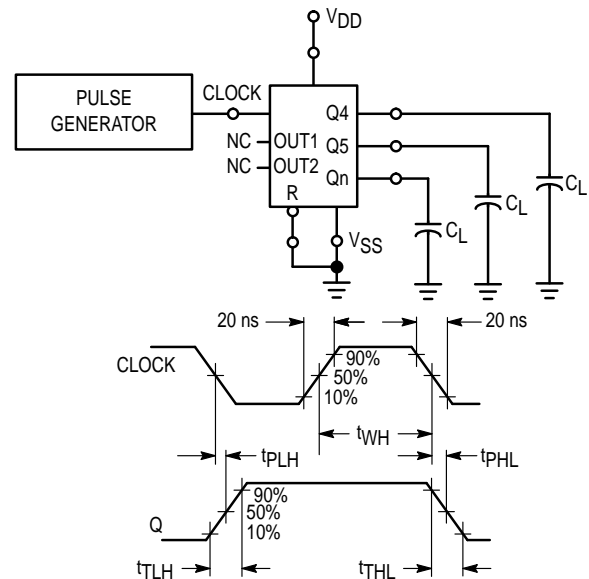 VDD
PULSE
GENERATOR
CLOCK
Q4
NC
OUT1
Q5
NC
OUT2
Qn
R
CL
CL
CL
VSS
20 ns
20 ns
CLOCK
90%
50%
10%
tWH
tPLH
tPHL
90%
50%
10%
Q
tTLH
tTHL